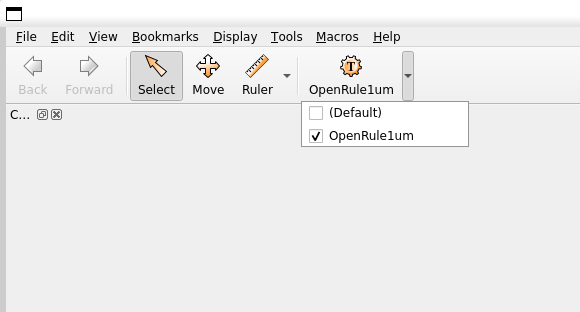 File Edit View Bookmarks Display Tools Macros Help
Back Forward Select Move Ruler T OpenRule1um
(Default)
C...
OpenRule1um